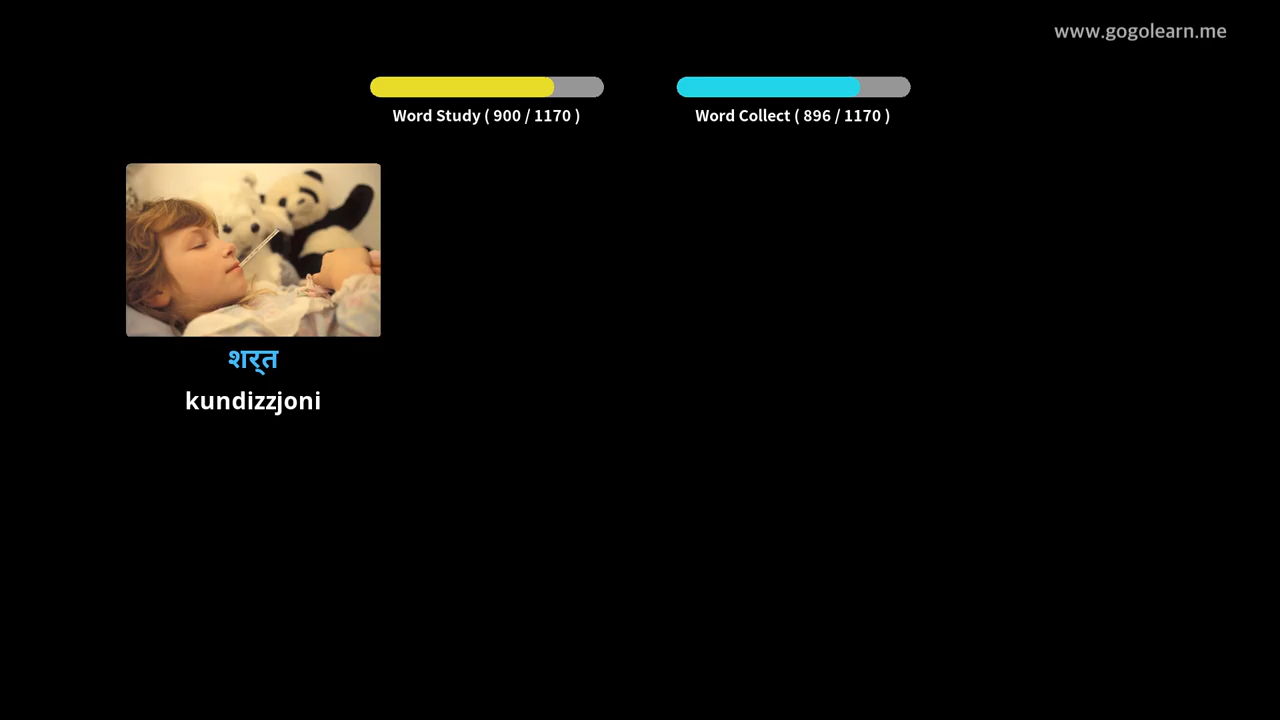 www.gogolearn.me
Word Study ( 900 / 1170 )
Word Collect ( 896 / 1170 )
शर्त
kundizzjoni